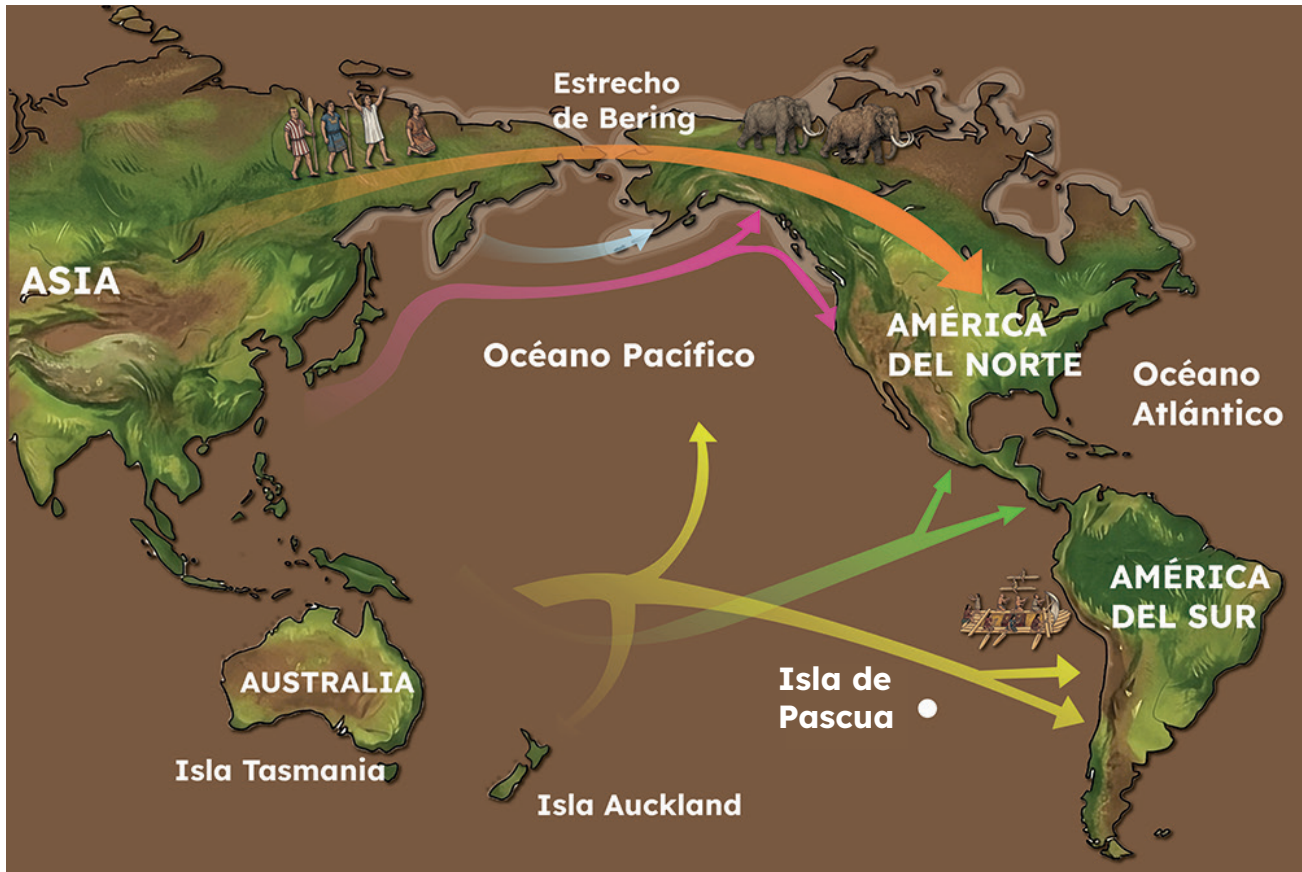 Estrecho
de Bering
ASIA
AMÉRICA
DEL NORTE
Océano Pacífico
Océano
Atlántico
AMÉRICA
DEL SUR
AUSTRALIA
Isla de
Pascua
Isla Tasmania
Isla Auckland